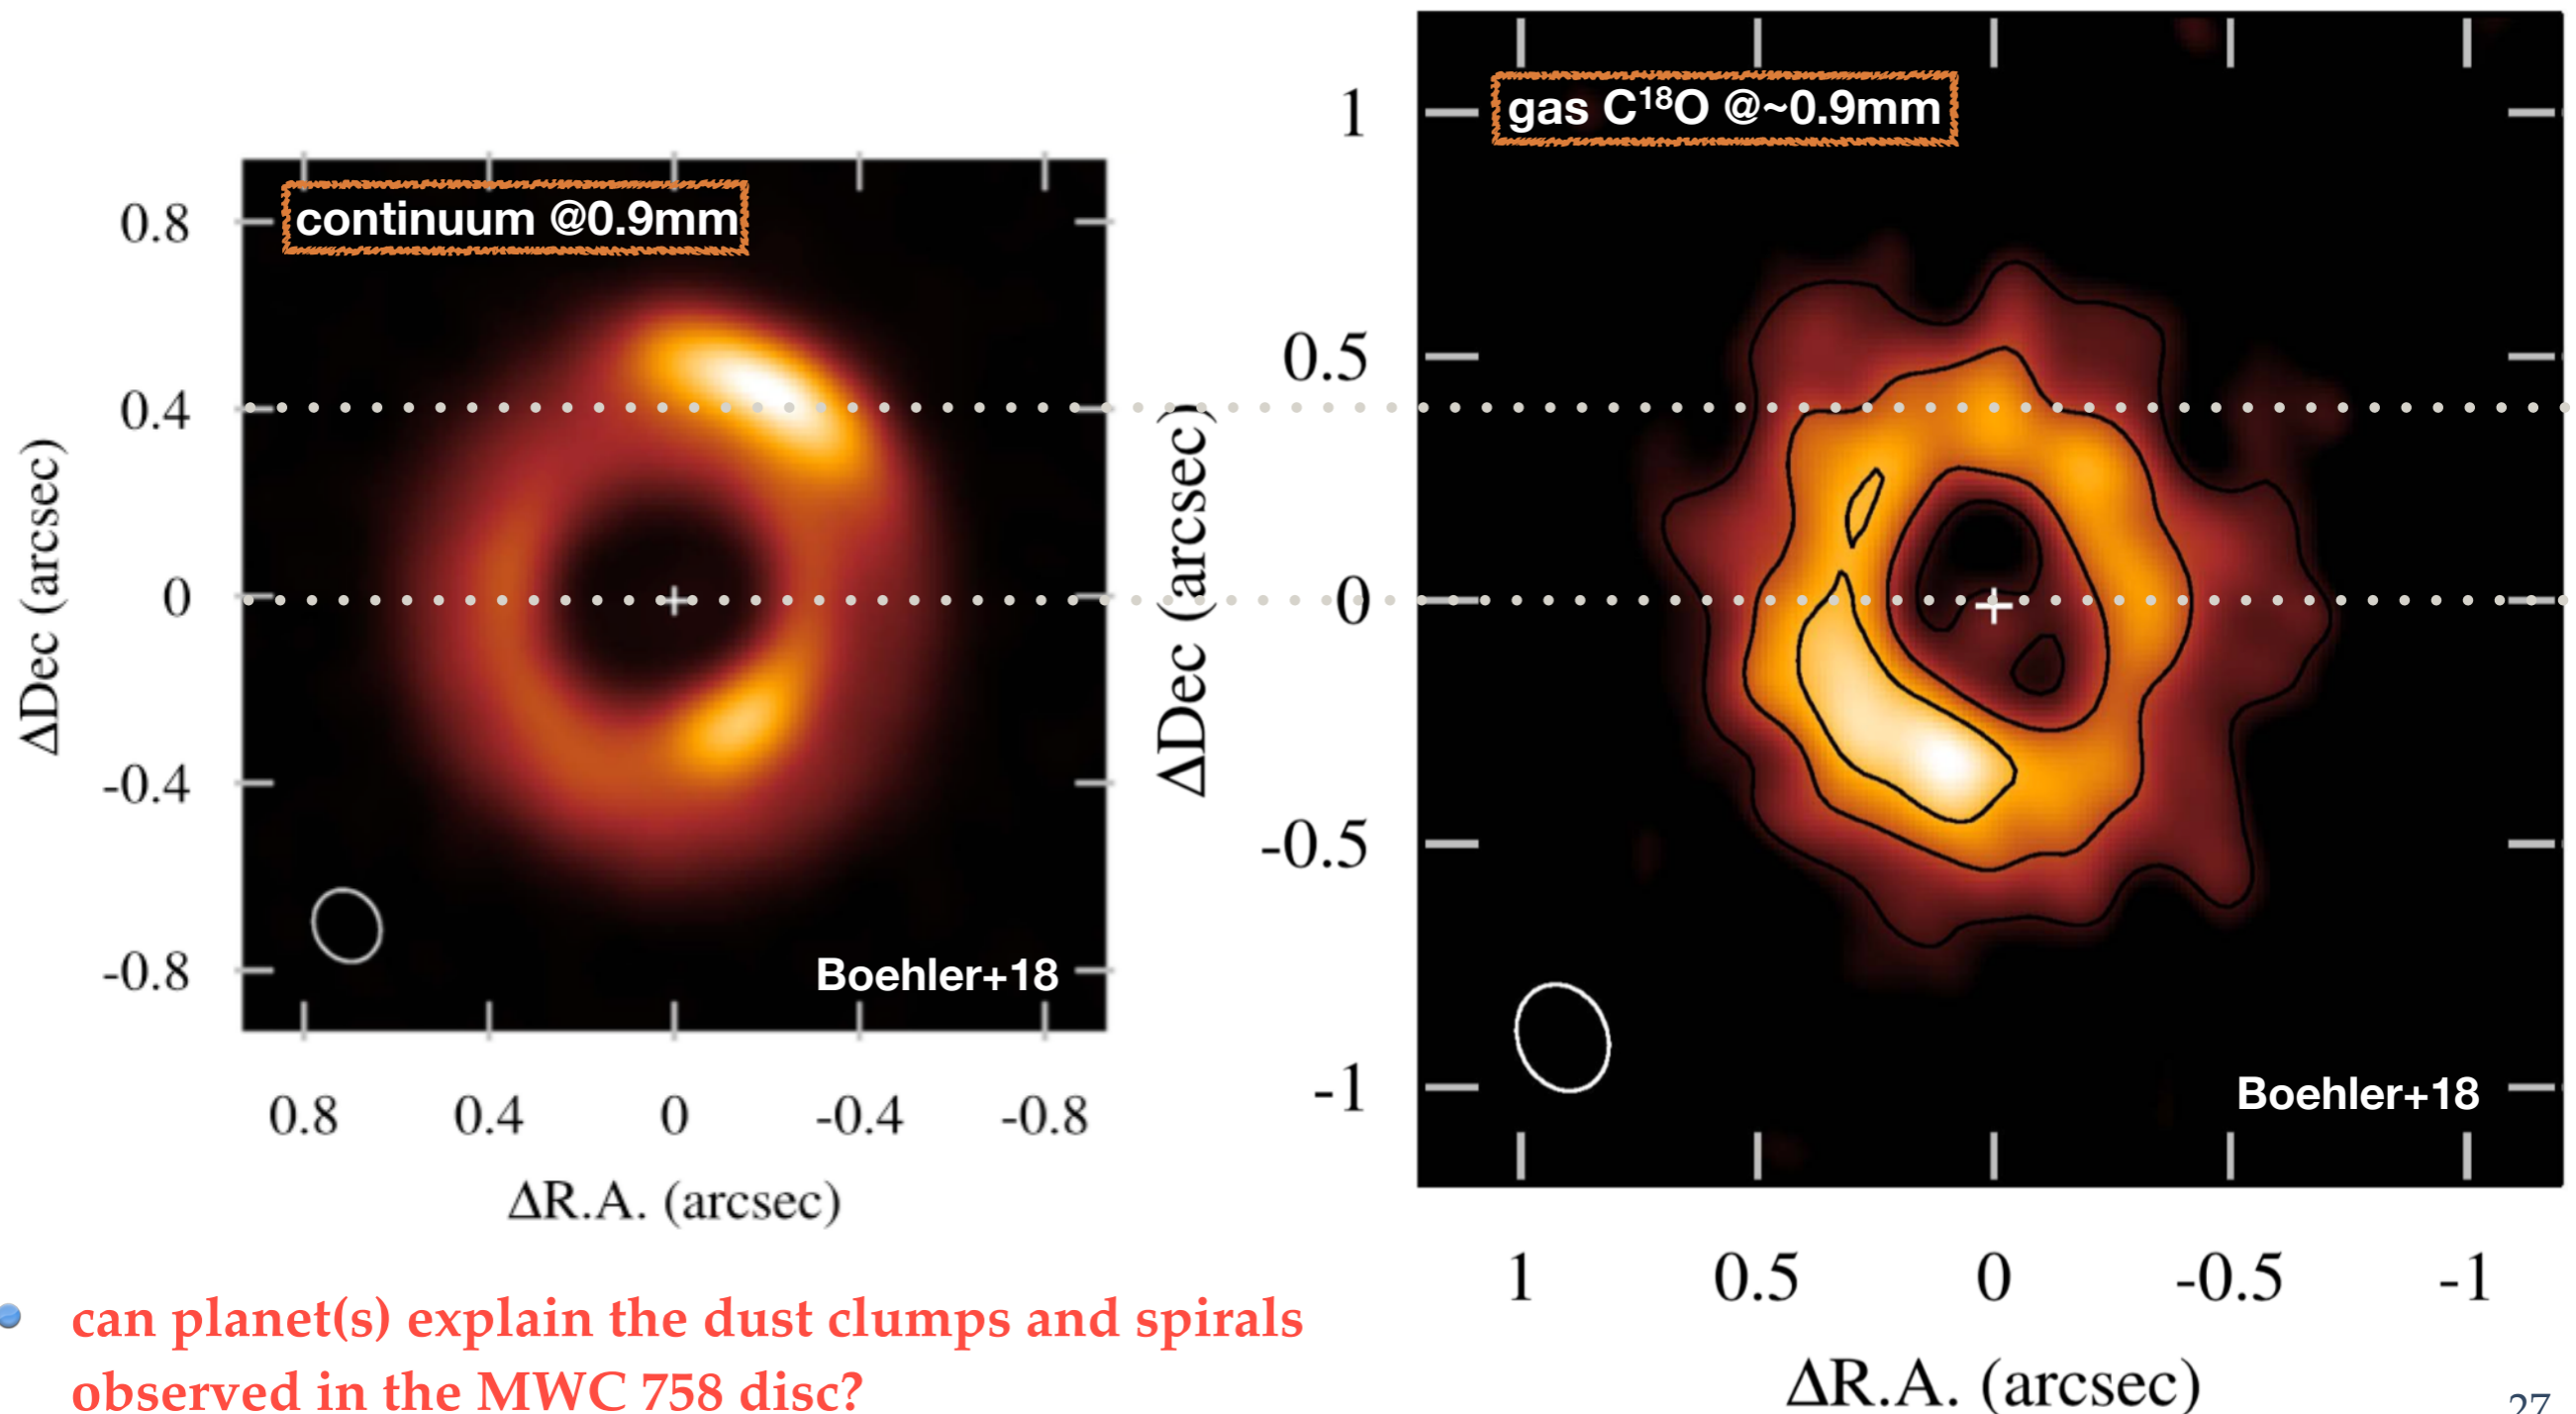 continuum @0.9mm
0.8
0.4
0
-0.4
-0.8
ΔDec (arcsec)
Boehler+18
0.8 0.4 0 -0.4 -0.8
ΔR.A. (arcsec)
gas C¹⁸O @~0.9mm
1
0.5
0
-0.5
-1
ΔDec (arcsec)
Boehler+18
1 0.5 0 -0.5 -1
ΔR.A. (arcsec)
can planet(s) explain the dust clumps and spirals
observed in the MWC 758 disc?
27